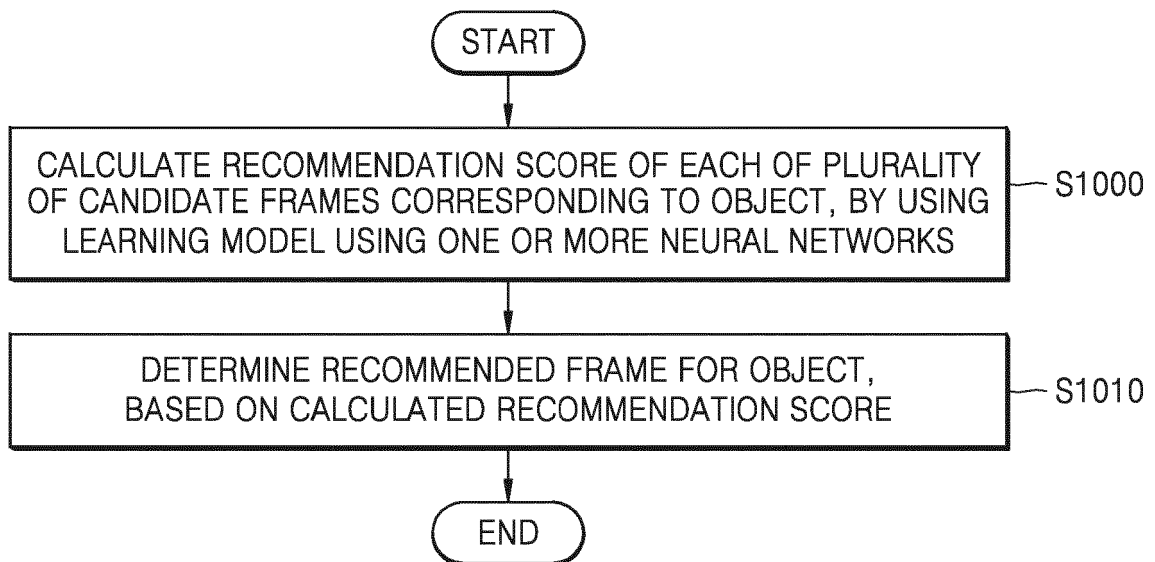 START
CALCULATE RECOMMENDATION SCORE OF EACH OF PLURALITY
OF CANDIDATE FRAMES CORRESPONDING TO OBJECT, BY USING
LEARNING MODEL USING ONE OR MORE NEURAL NETWORKS
S1000
DETERMINE RECOMMENDED FRAME FOR OBJECT,
BASED ON CALCULATED RECOMMENDATION SCORE
S1010
END